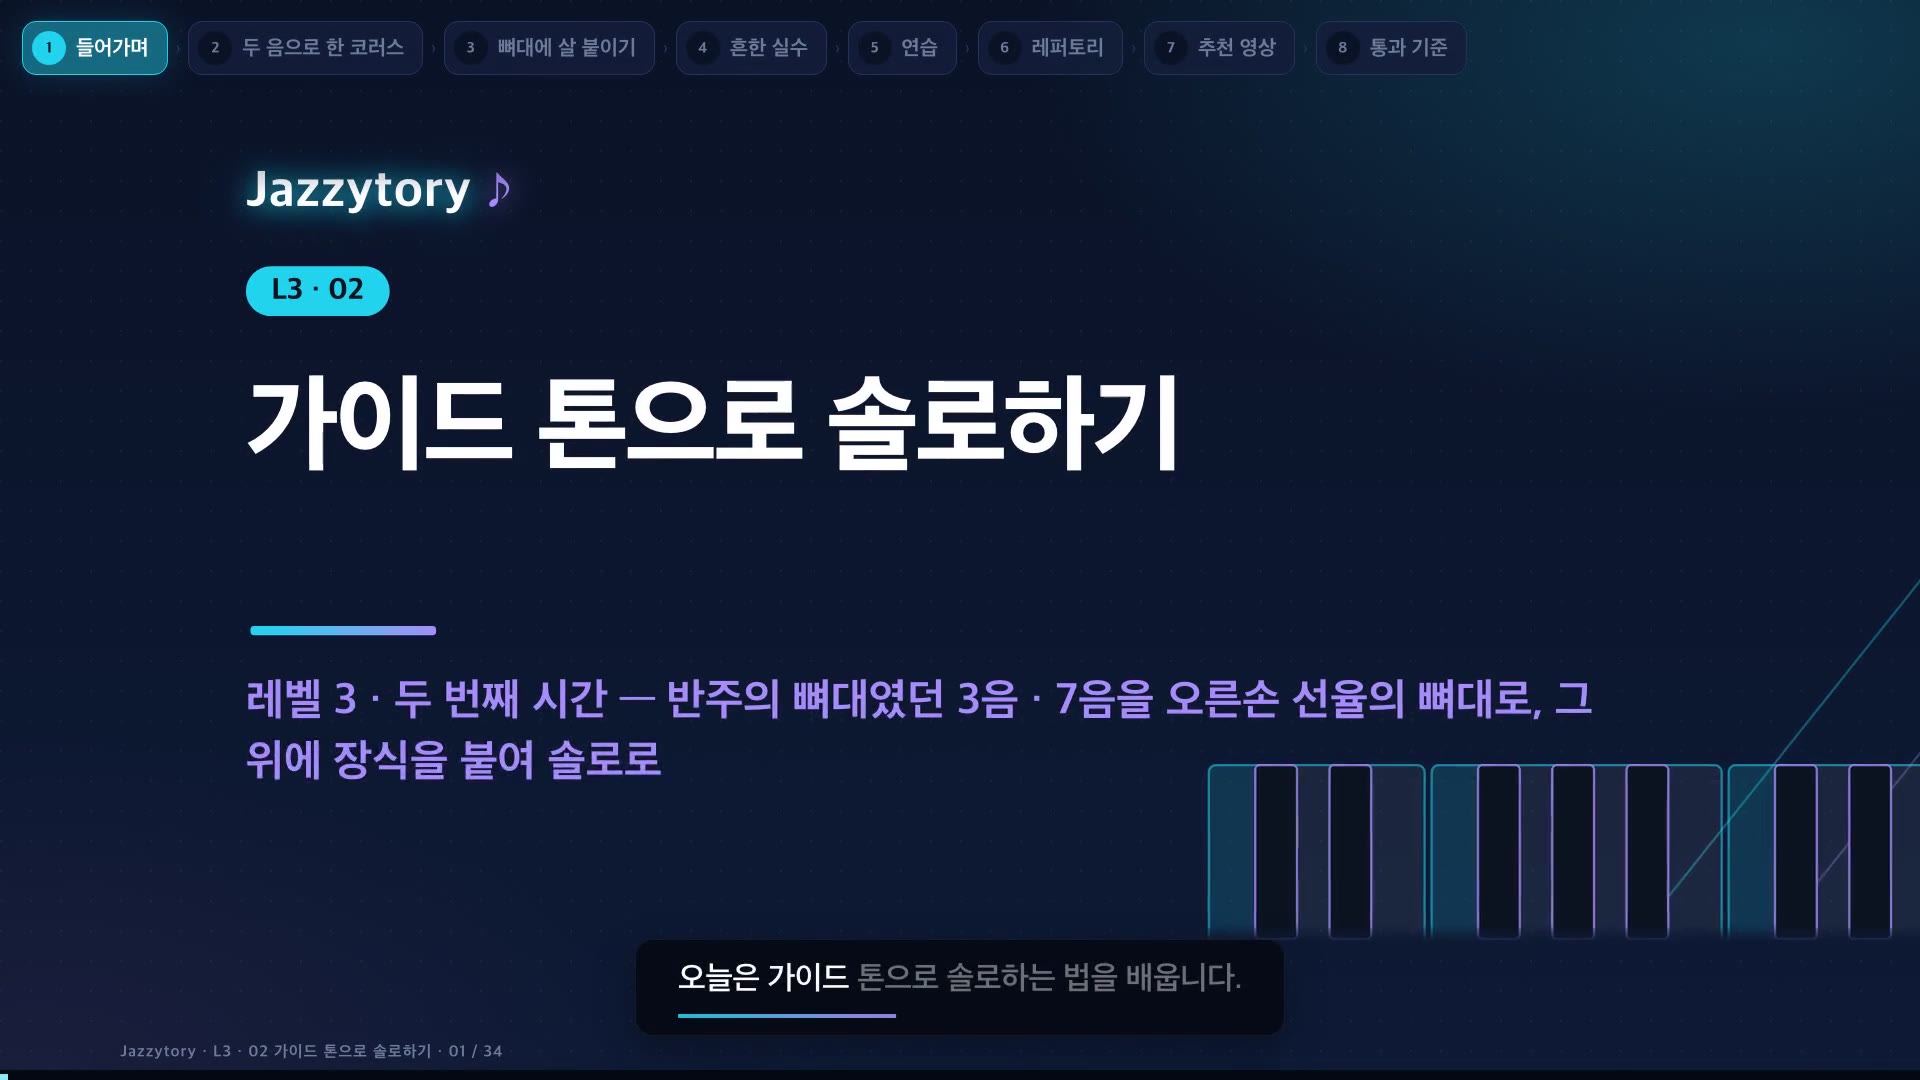 1 들어가며 › 2 두 음으로 한 코러스 › 3 뼈대에 살 붙이기 › 4 흔한 실수 › 5 연습 › 6 레퍼토리 › 7 추천 영상 › 8 통과 기준
Jazzytory ♪
L3 · 02
가이드 톤으로 솔로하기
레벨 3 · 두 번째 시간 — 반주의 뼈대였던 3음 · 7음을 오른손 선율의 뼈대로, 그
위에 장식을 붙여 솔로로
오늘은 가이드 톤으로 솔로하는 법을 배웁니다.
Jazzytory · L3 · 02 가이드 톤으로 솔로하기 · 01 / 34